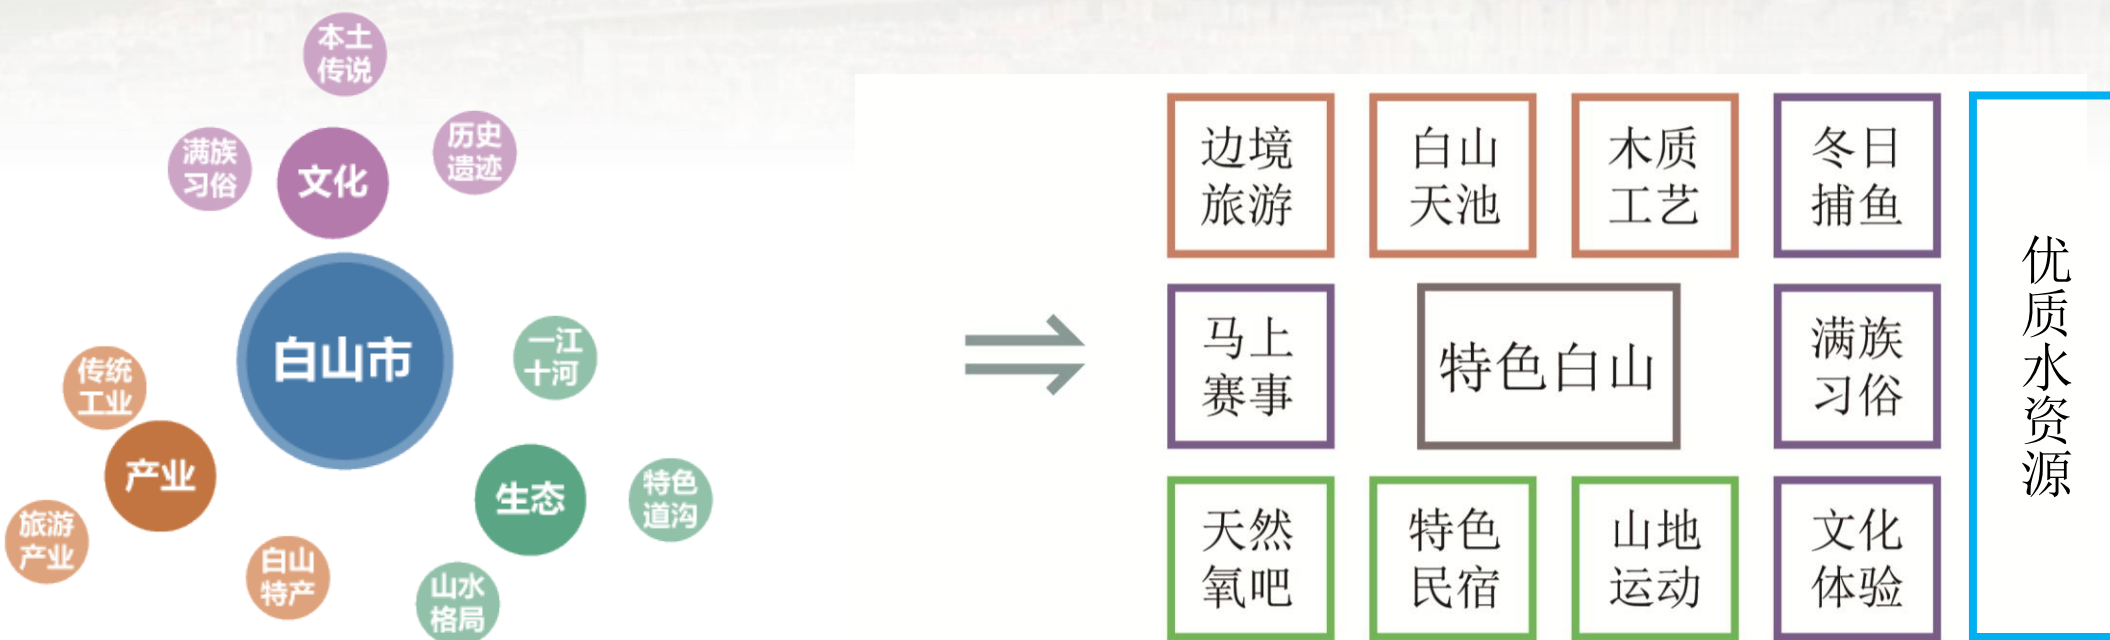 本土
传说
满族
习俗
文化
历史
遗迹
白山市
一江
十河
传统
工业
产业
旅游
产业
白山
特产
生态
特色
道沟
山水
格局
边境
旅游
白山
天池
木质
工艺
冬日
捕鱼
马上
赛事
特色白山
满族
习俗
天然
氧吧
特色
民宿
山地
运动
文化
体验
优质水资源